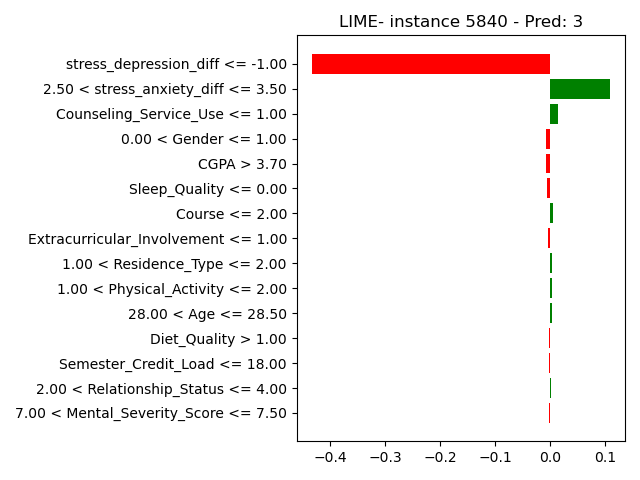 LIME- instance 5840 - Pred: 3
stress_depression_diff <= -1.00
2.50 < stress_anxiety_diff <= 3.50
Counseling_Service_Use <= 1.00
0.00 < Gender <= 1.00
CGPA > 3.70
Sleep_Quality <= 0.00
Course <= 2.00
Extracurricular_Involvement <= 1.00
1.00 < Residence_Type <= 2.00
1.00 < Physical_Activity <= 2.00
28.00 < Age <= 28.50
Diet_Quality > 1.00
Semester_Credit_Load <= 18.00
2.00 < Relationship_Status <= 4.00
7.00 < Mental_Severity_Score <= 7.50
−0.4 −0.3 −0.2 −0.1 0.0 0.1